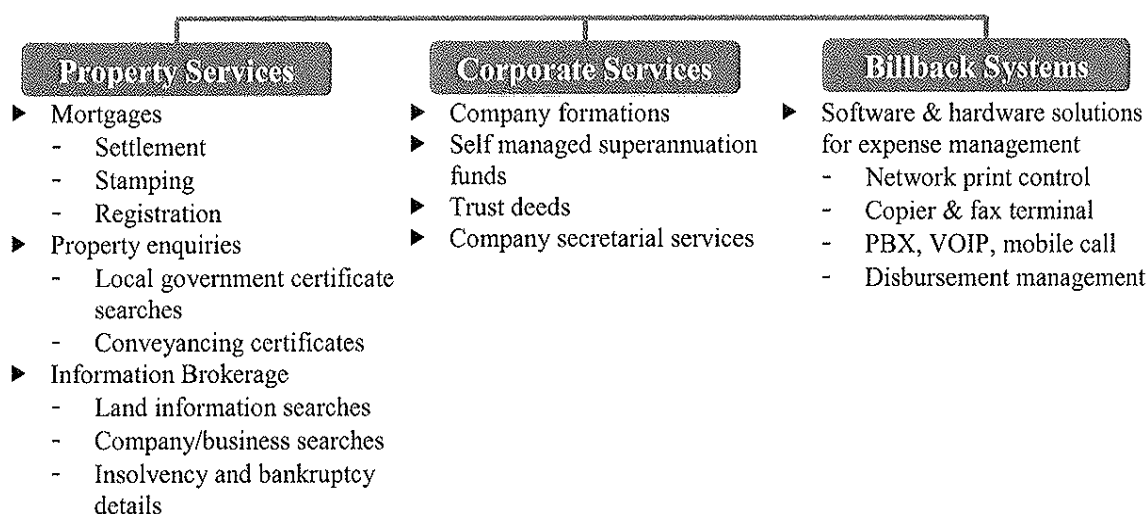 Property Services
▶ Mortgages
- Settlement
- Stamping
- Registration
▶ Property enquiries
- Local government certificate
searches
- Conveyancing certificates
▶ Information Brokerage
- Land information searches
- Company/business searches
- Insolvency and bankruptcy
details
Corporate Services
▶ Company formations
▶ Self managed superannuation
funds
▶ Trust deeds
▶ Company secretarial services
Billback Systems
▶ Software & hardware solutions
for expense management
- Network print control
- Copier & fax terminal
- PBX, VOIP, mobile call
- Disbursement management